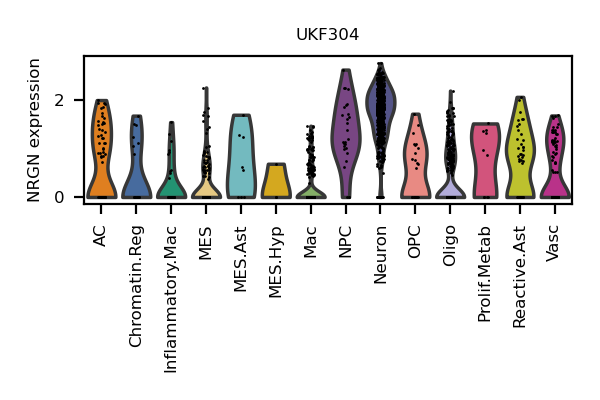 UKF304
NRGN expression
2
0
AC
Chromatin.Reg
Inflammatory.Mac
MES
MES.Ast
MES.Hyp
Mac
NPC
Neuron
OPC
Oligo
Prolif.Metab
Reactive.Ast
Vasc